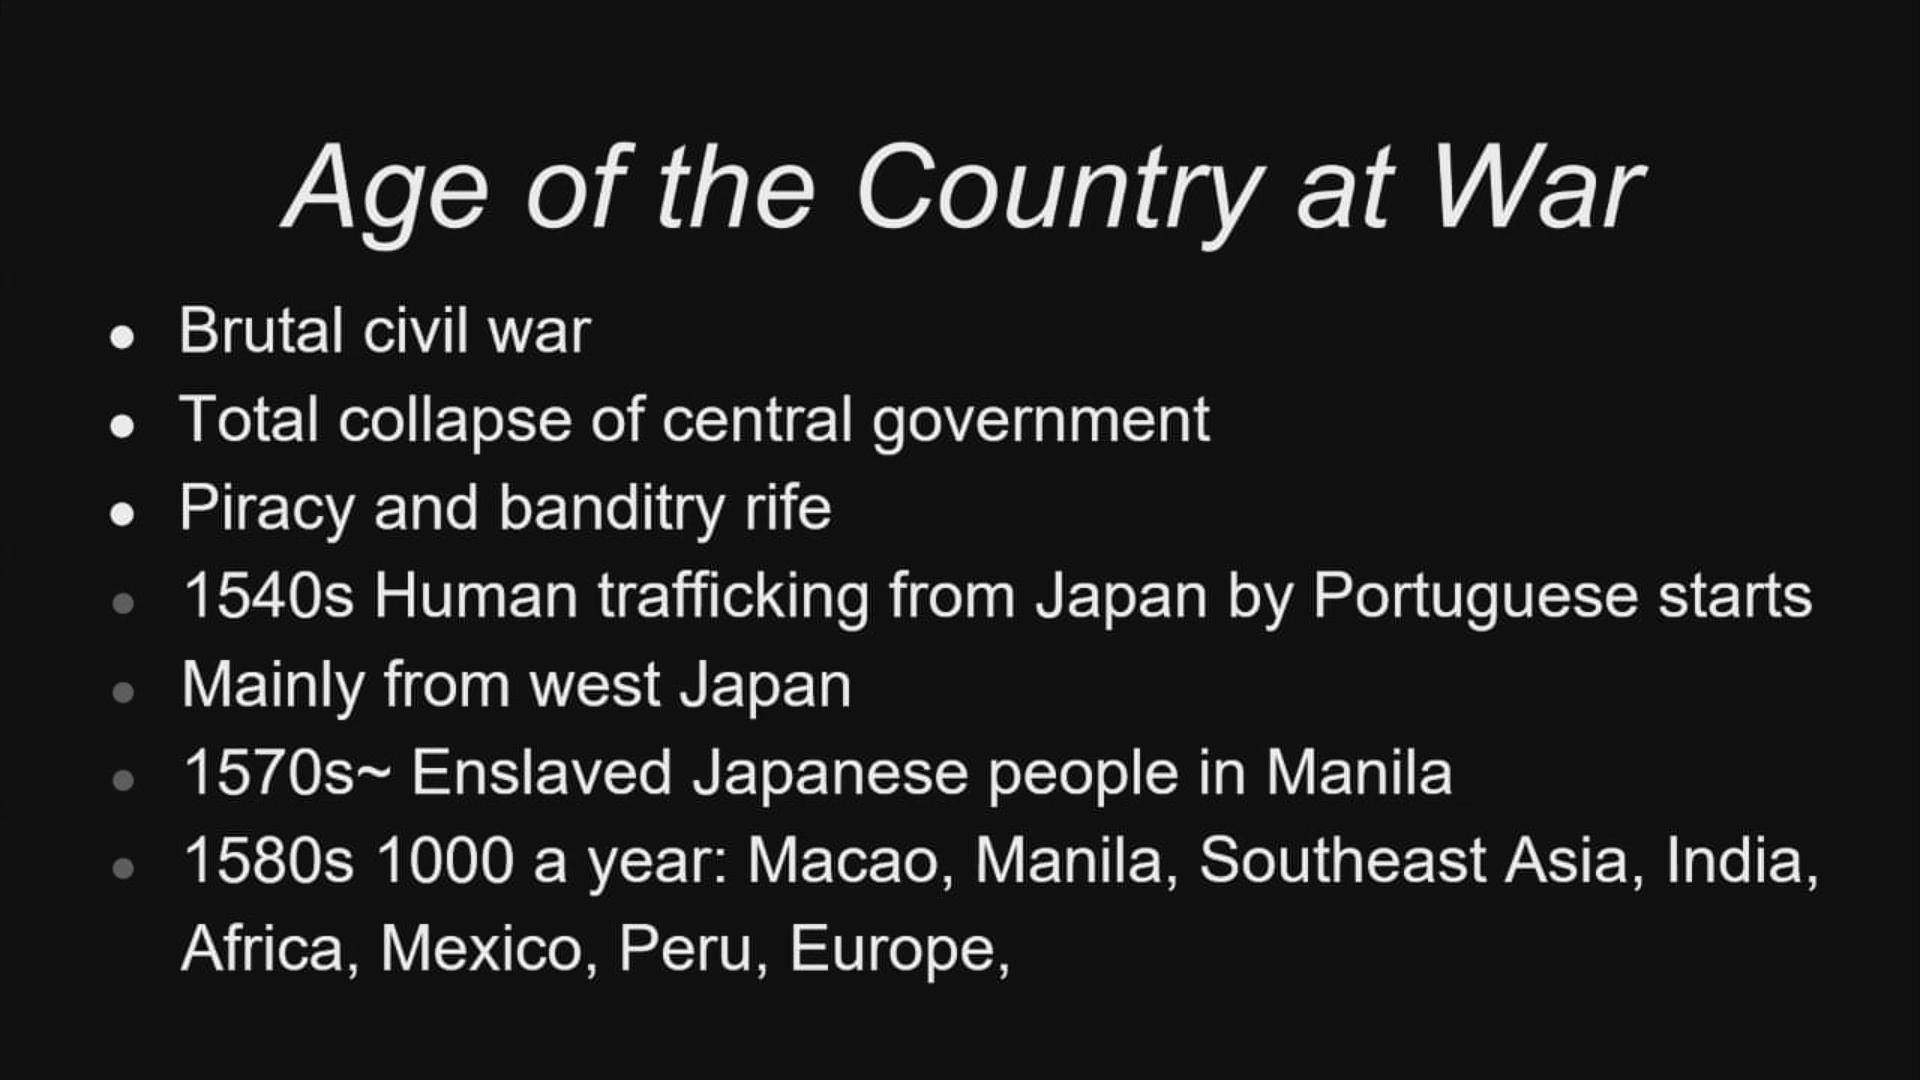 Age of the Country at War
● Brutal civil war
● Total collapse of central government
● Piracy and banditry rife
● 1540s Human trafficking from Japan by Portuguese starts
● Mainly from west Japan
● 1570s~ Enslaved Japanese people in Manila
● 1580s 1000 a year: Macao, Manila, Southeast Asia, India,
Africa, Mexico, Peru, Europe,